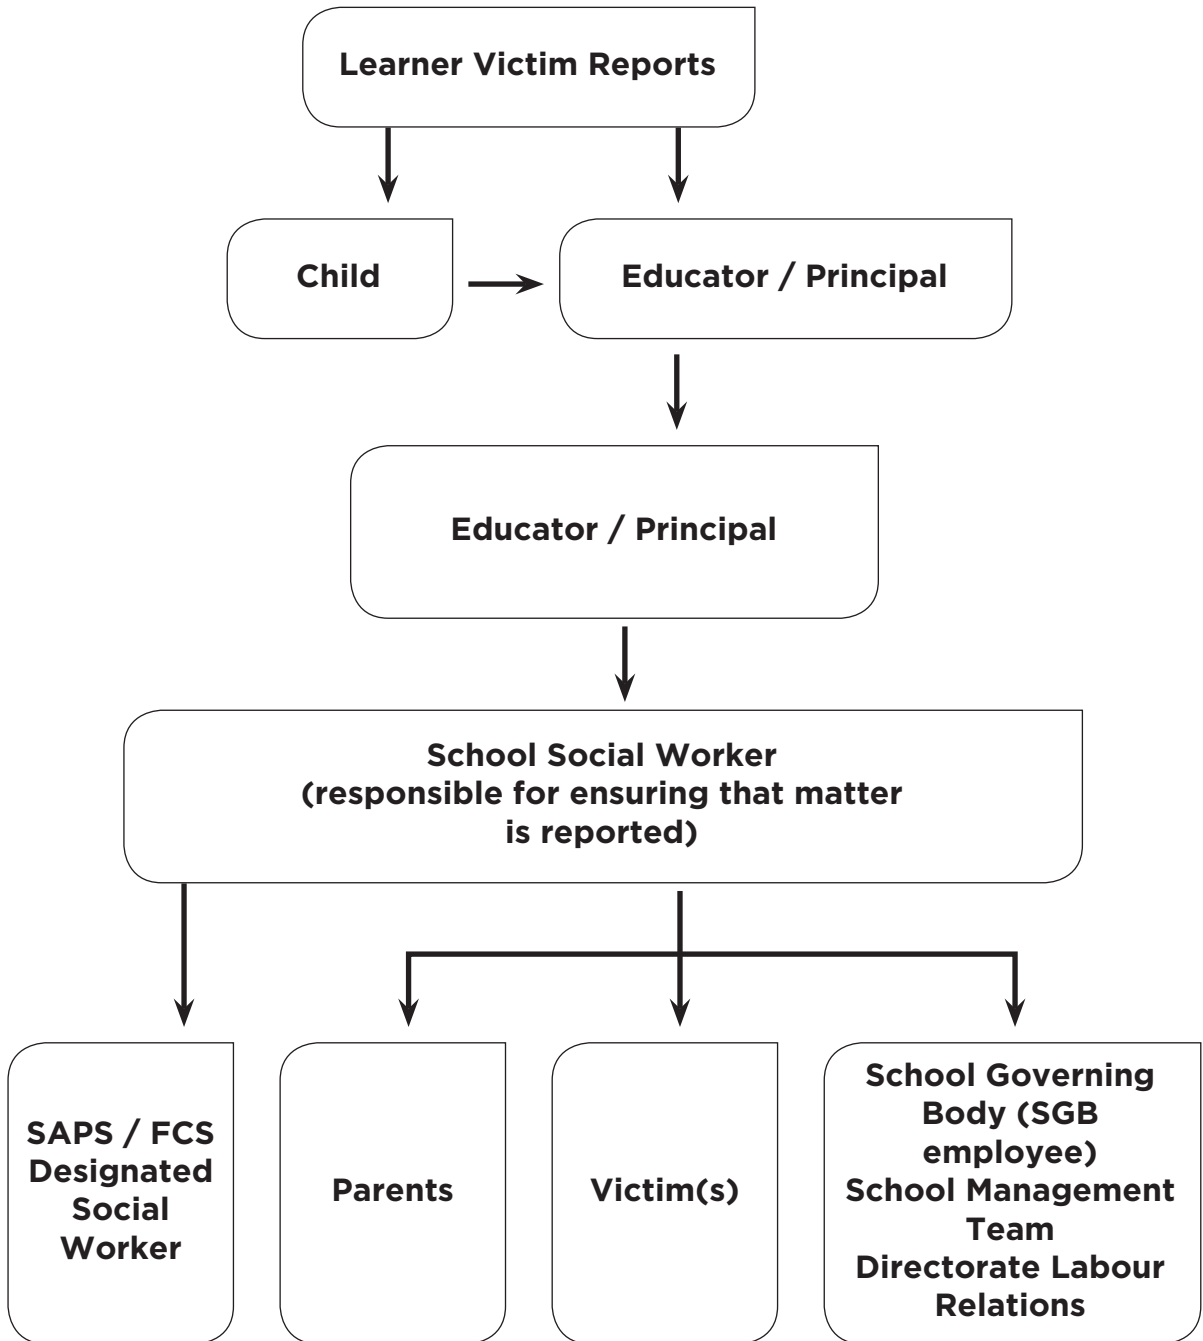 Learner Victim Reports
Child
Educator / Principal
Educator / Principal
School Social Worker
(responsible for ensuring that matter
is reported)
SAPS / FCS
Designated
Social
Worker
Parents
Victim(s)
School Governing
Body (SGB
employee)
School Management
Team
Directorate Labour
Relations